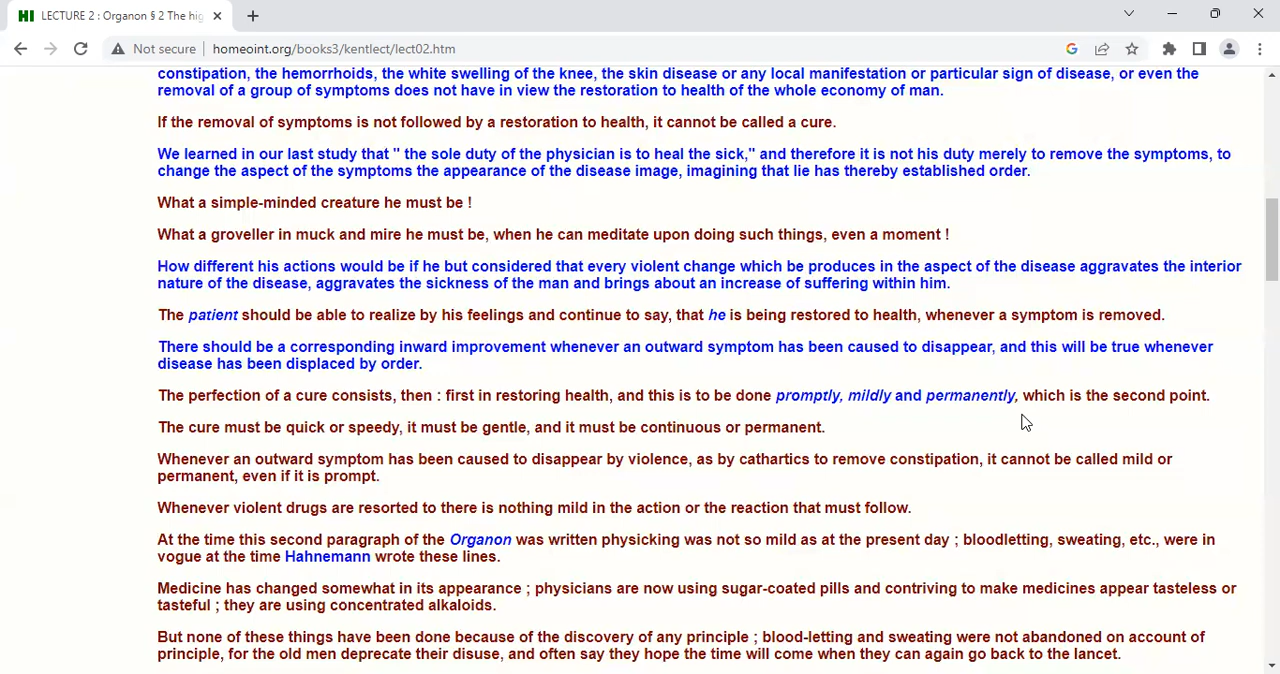 LECTURE 2 : Organon § 2 The hig
Not secure
homeoint.org/books3/kentlect/lect02.htm
constipation, the hemorrhoids, the white swelling of the knee, the skin disease or any local manifestation or particular sign of disease, or even the
removal of a group of symptoms does not have in view the restoration to health of the whole economy of man.
If the removal of symptoms is not followed by a restoration to health, it cannot be called a cure.
We learned in our last study that " the sole duty of the physician is to heal the sick," and therefore it is not his duty merely to remove the symptoms, to
change the aspect of the symptoms the appearance of the disease image, imagining that lie has thereby established order.
What a simple-minded creature he must be !
What a groveller in muck and mire he must be, when he can meditate upon doing such things, even a moment !
How different his actions would be if he but considered that every violent change which be produces in the aspect of the disease aggravates the interior
nature of the disease, aggravates the sickness of the man and brings about an increase of suffering within him.
The patient should be able to realize by his feelings and continue to say, that he is being restored to health, whenever a symptom is removed.
There should be a corresponding inward improvement whenever an outward symptom has been caused to disappear, and this will be true whenever
disease has been displaced by order.
The perfection of a cure consists, then : first in restoring health, and this is to be done promptly, mildly and permanently, which is the second point.
The cure must be quick or speedy, it must be gentle, and it must be continuous or permanent.
Whenever an outward symptom has been caused to disappear by violence, as by cathartics to remove constipation, it cannot be called mild or
permanent, even if it is prompt.
Whenever violent drugs are resorted to there is nothing mild in the action or the reaction that must follow.
At the time this second paragraph of the Organon was written physicking was not so mild as at the present day ; bloodletting, sweating, etc., were in
vogue at the time Hahnemann wrote these lines.
Medicine has changed somewhat in its appearance ; physicians are now using sugar-coated pills and contriving to make medicines appear tasteless or
tasteful ; they are using concentrated alkaloids.
But none of these things have been done because of the discovery of any principle ; blood-letting and sweating were not abandoned on account of
principle, for the old men deprecate their disuse, and often say they hope the time will come when they can again go back to the lancet.